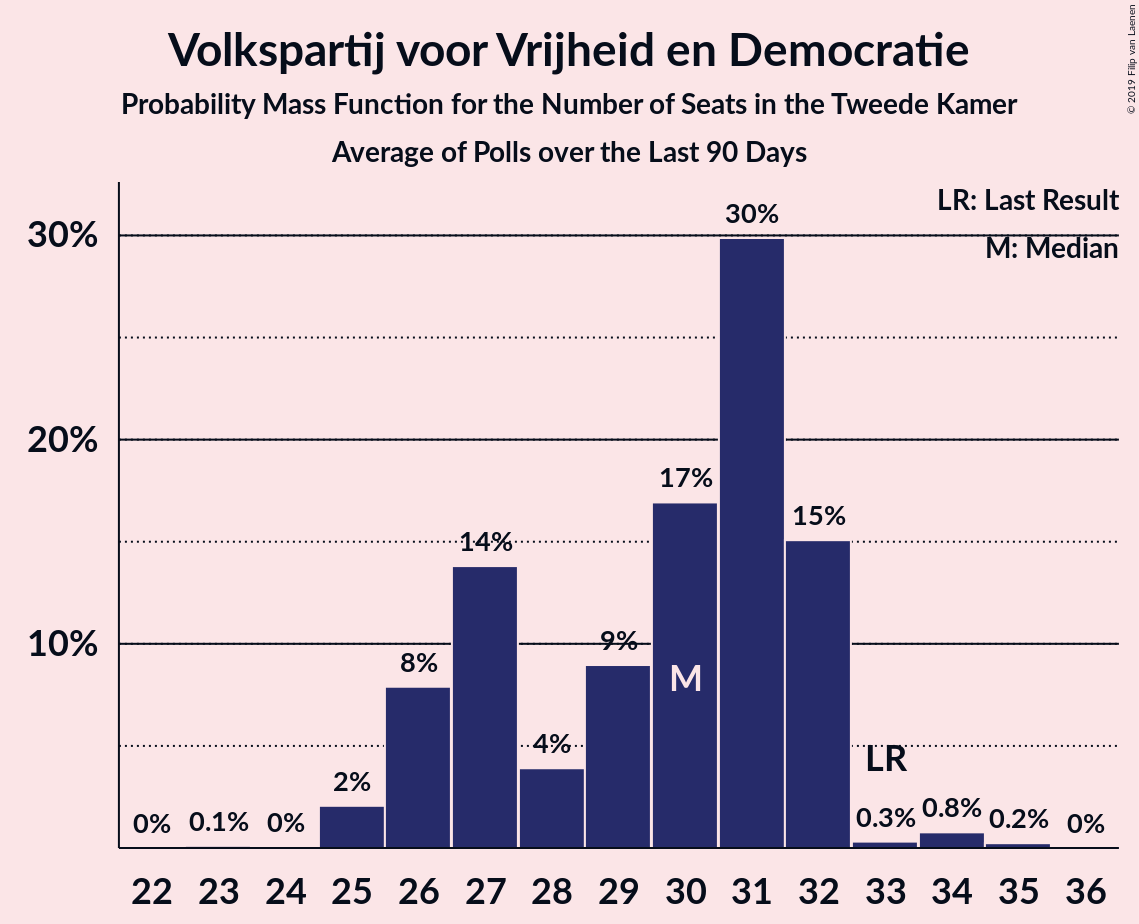 Volkspartij voor Vrijheid en Democratie
Probability Mass Function for the Number of Seats in the Tweede Kamer
Average of Polls over the Last 90 Days
© 2019 Filip van Laenen
LR: Last Result
M: Median
30%
20%
10%
0%
0.1%
0%
2%
8%
14%
4%
9%
17%
30%
15%
0.3%
0.8%
0.2%
0%
M
LR
22 23 24 25 26 27 28 29 30 31 32 33 34 35 36